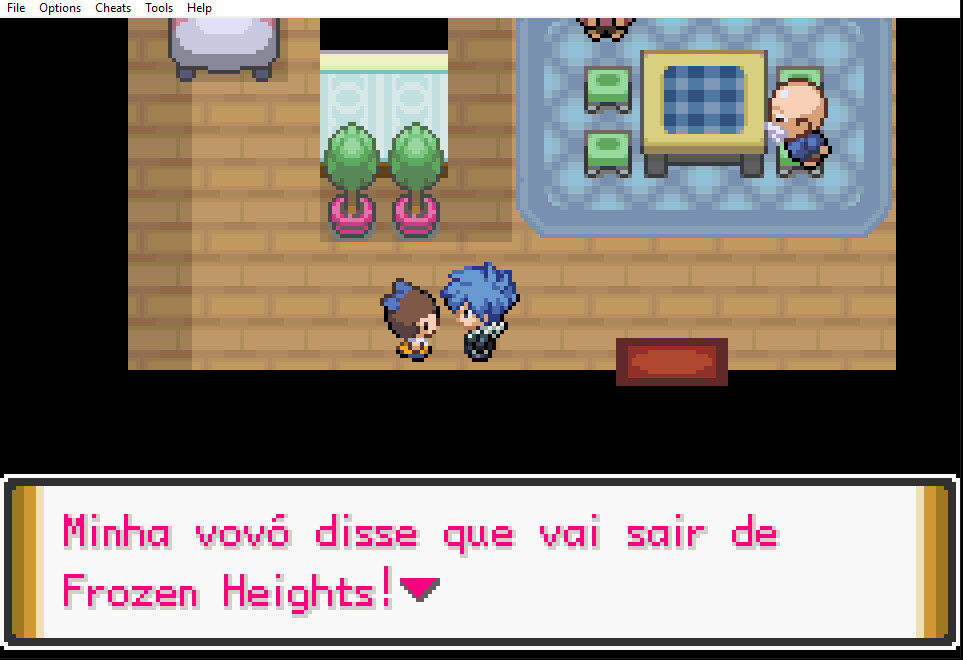 File Options Cheats Tools Help
Minha vovó disse que vai sair de
Frozen Heights!